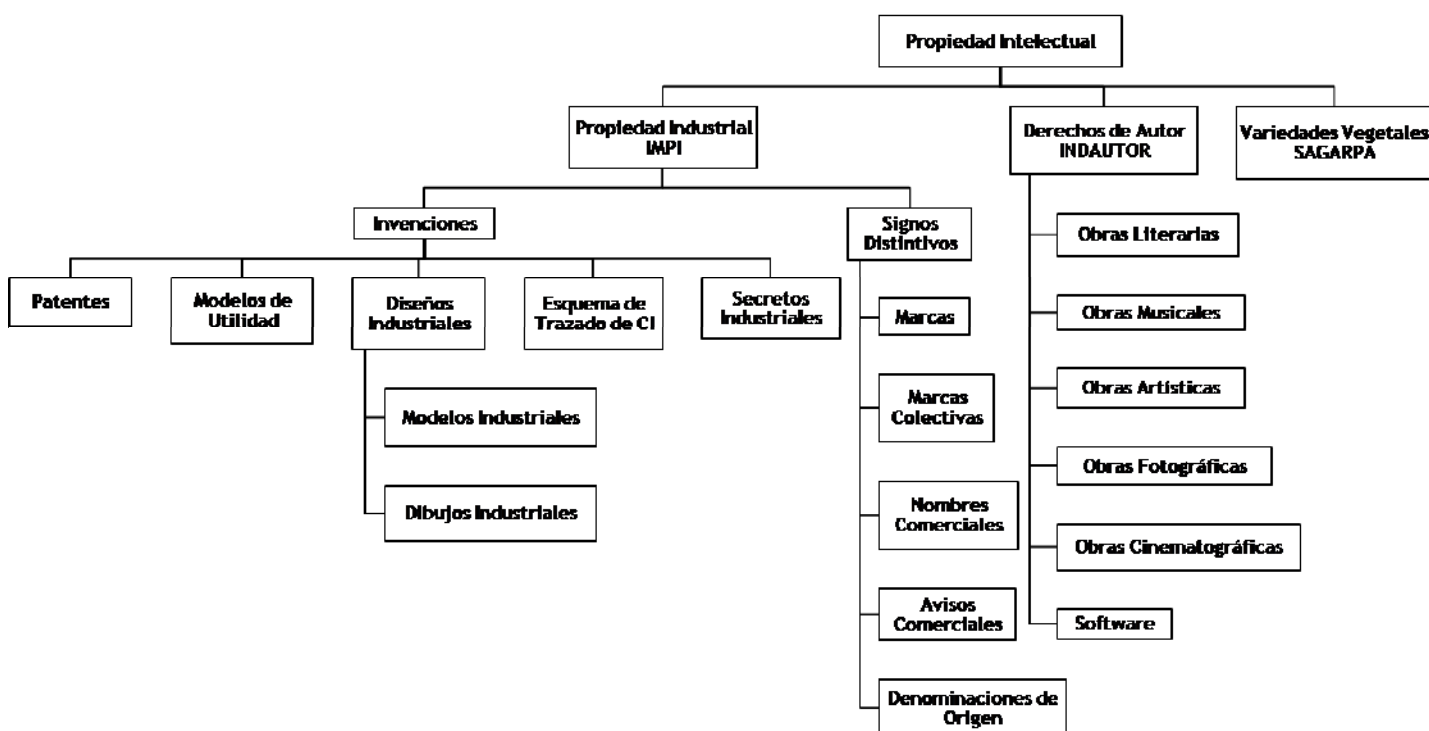 Propiedad Intelectual
Propiedad Industrial
IMPI
Derechos de Autor
INDAUTOR
Variedades Vegetales
SAGARPA
Invenciones
Signos
Distintivos
Patentes
Modelos de
Utilidad
Diseños
Industriales
Esquema de
Trazado de CI
Secretos
Industriales
Modelos Industriales
Dibujos Industriales
Marcas
Marcas
Colectivas
Nombres
Comerciales
Avisos
Comerciales
Denominaciones de
Origen
Obras Literarias
Obras Musicales
Obras Artísticas
Obras Fotográficas
Obras Cinematográficas
Software